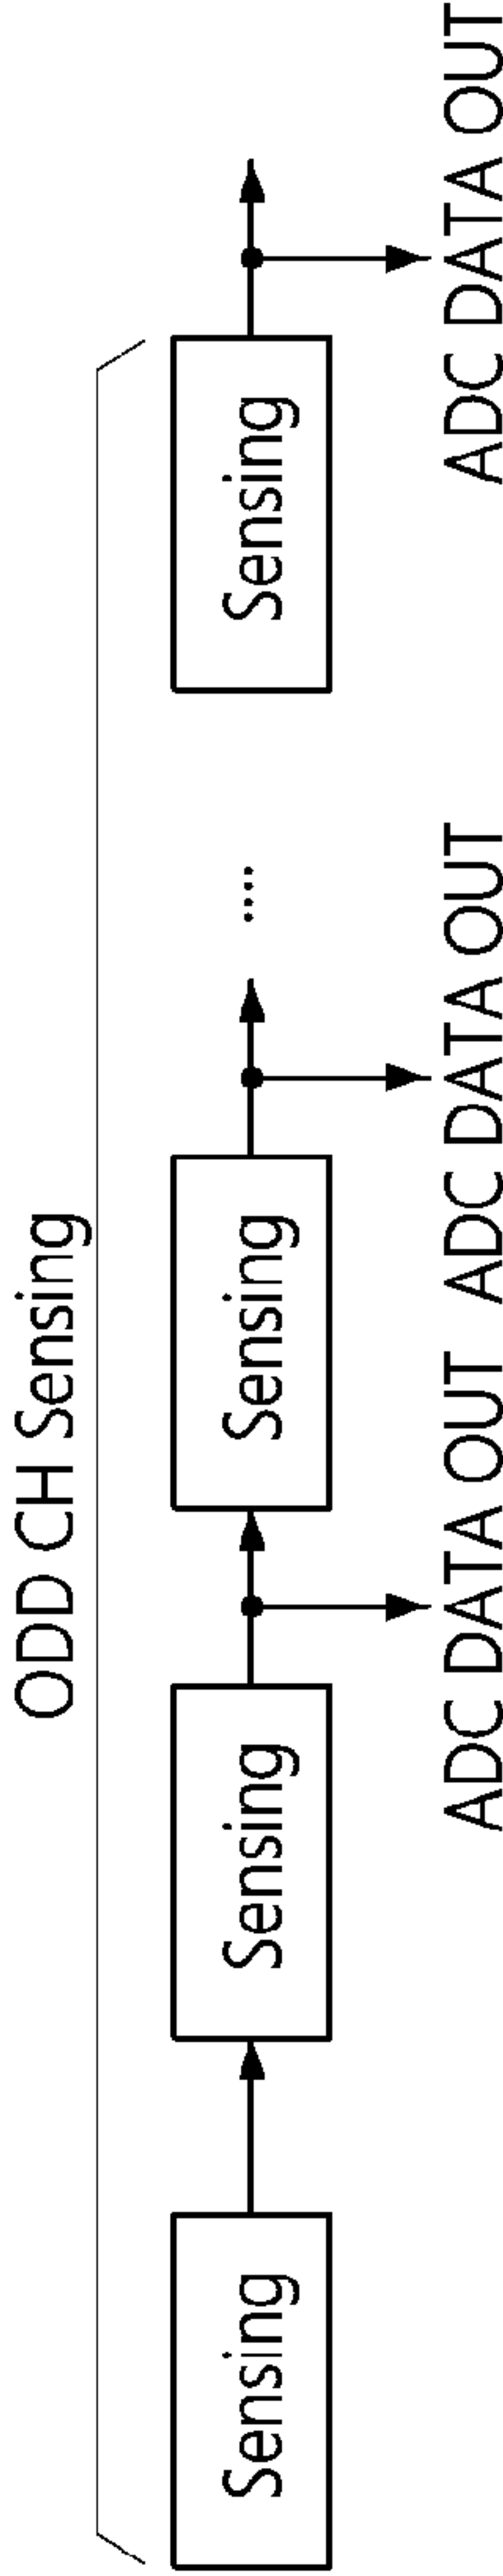 ODD CH Sensing
Sensing
Sensing
Sensing
....
Sensing
ADC DATA OUT
ADC DATA OUT
ADC DATA OUT